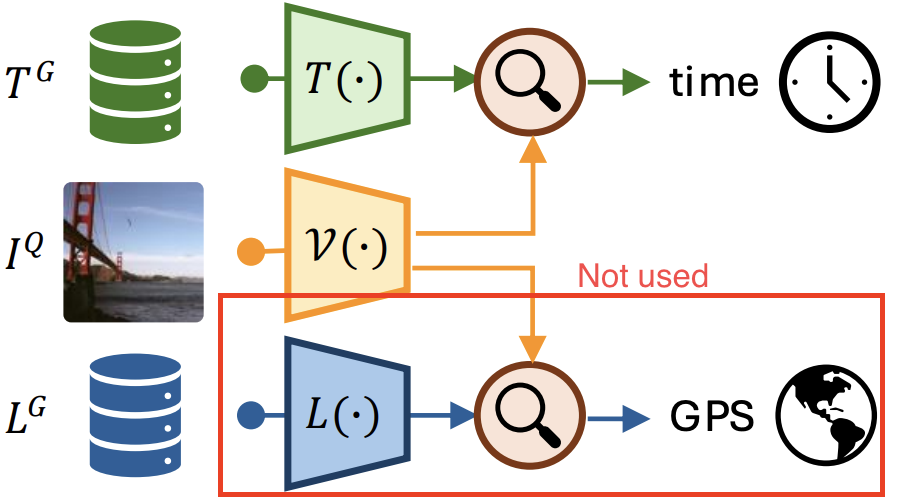 T^G T(·) time
I^Q 𝒱(·)
Not used
L^G L(·) GPS